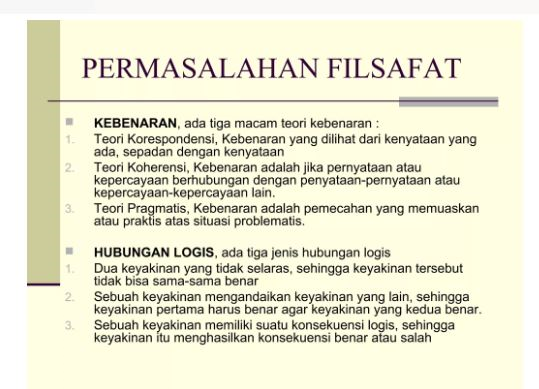 PERMASALAHAN FILSAFAT
■ KEBENARAN, ada tiga macam teori kebenaran :
1. Teori Korespondensi, Kebenaran yang dilihat dari kenyataan yang
ada, sepadan dengan kenyataan
2. Teori Koherensi, Kebenaran adalah jika pernyataan atau
kepercayaan berhubungan dengan penyataan-pernyataan atau
kepercayaan-kepercayaan lain.
3. Teori Pragmatis, Kebenaran adalah pemecahan yang memuaskan
atau praktis atas situasi problematis.
■ HUBUNGAN LOGIS, ada tiga jenis hubungan logis
1. Dua keyakinan yang tidak selaras, sehingga keyakinan tersebut
tidak bisa sama-sama benar
2. Sebuah keyakinan mengandaikan keyakinan yang lain, sehingga
keyakinan pertama harus benar agar keyakinan yang kedua benar.
3. Sebuah keyakinan memiliki suatu konsekuensi logis, sehingga
keyakinan itu menghasilkan konsekuensi benar atau salah